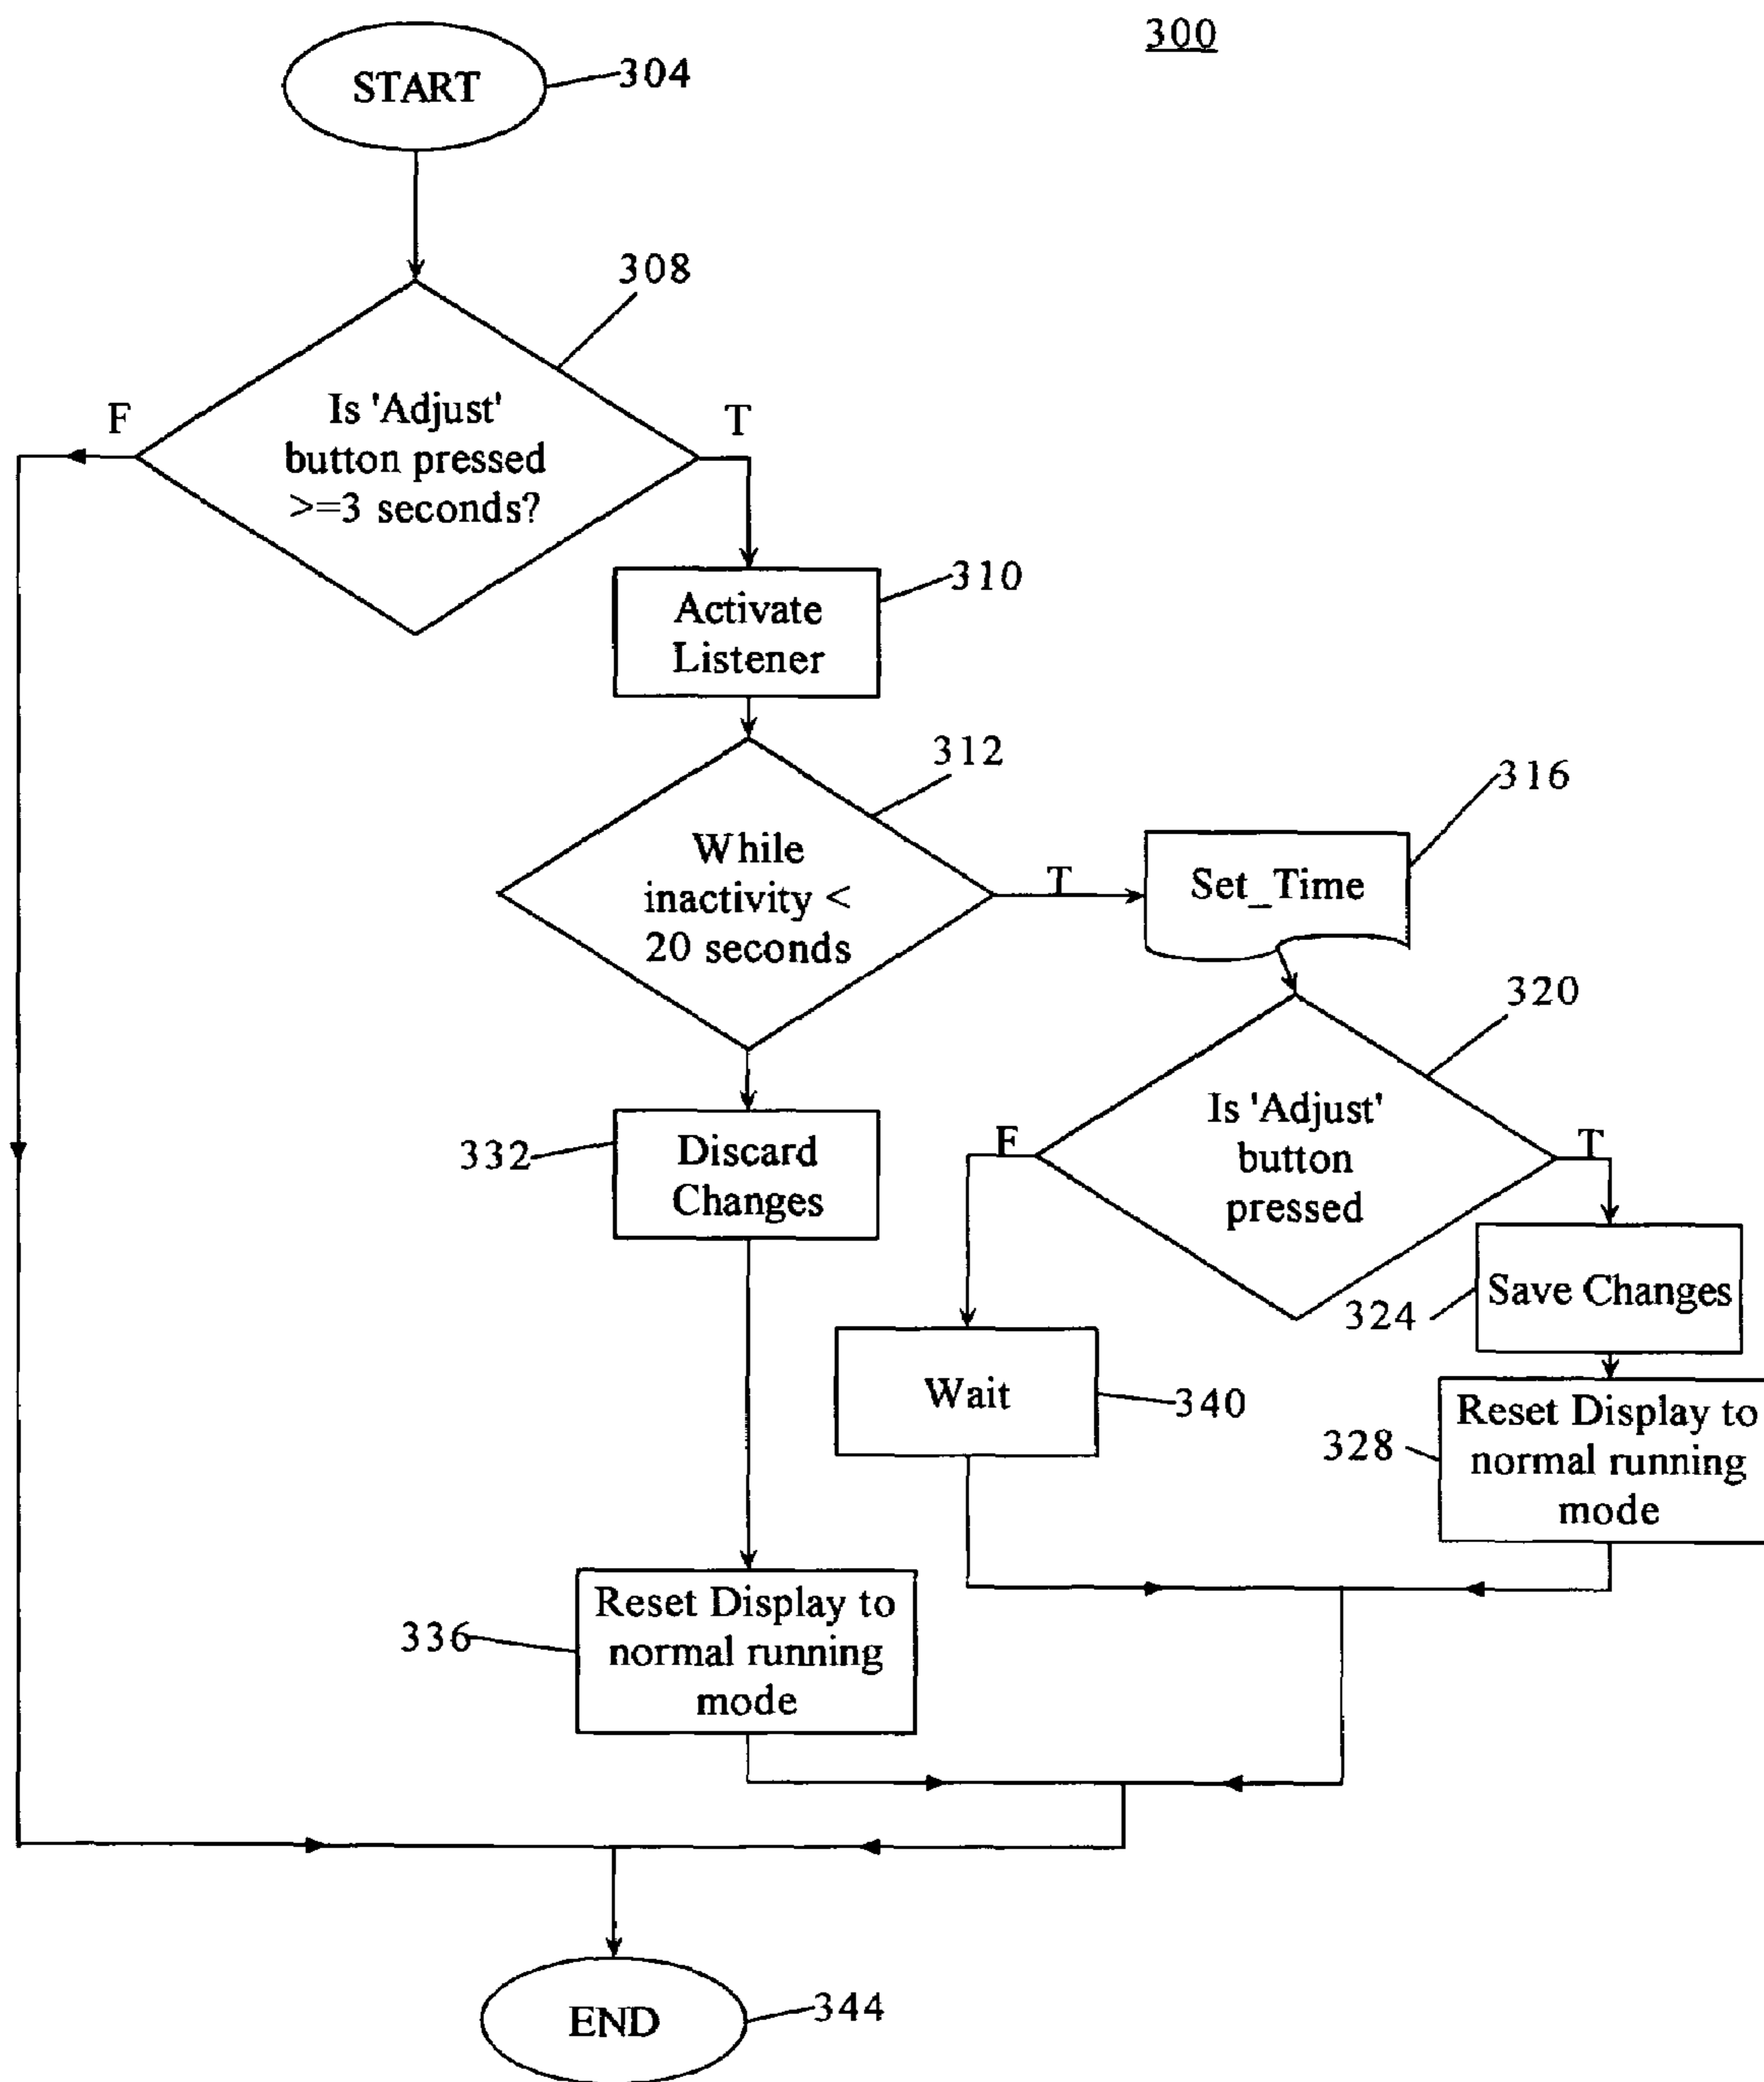 300
START
304
308
Is 'Adjust'
button pressed
>=3 seconds?
F
T
310
Activate
Listener
312
While
inactivity <
20 seconds
T
316
Set_Time
320
Is 'Adjust'
button
pressed
F
T
332
Discard
Changes
324
Save Changes
Wait
340
328
Reset Display to
normal running
mode
336
Reset Display to
normal running
mode
END
344